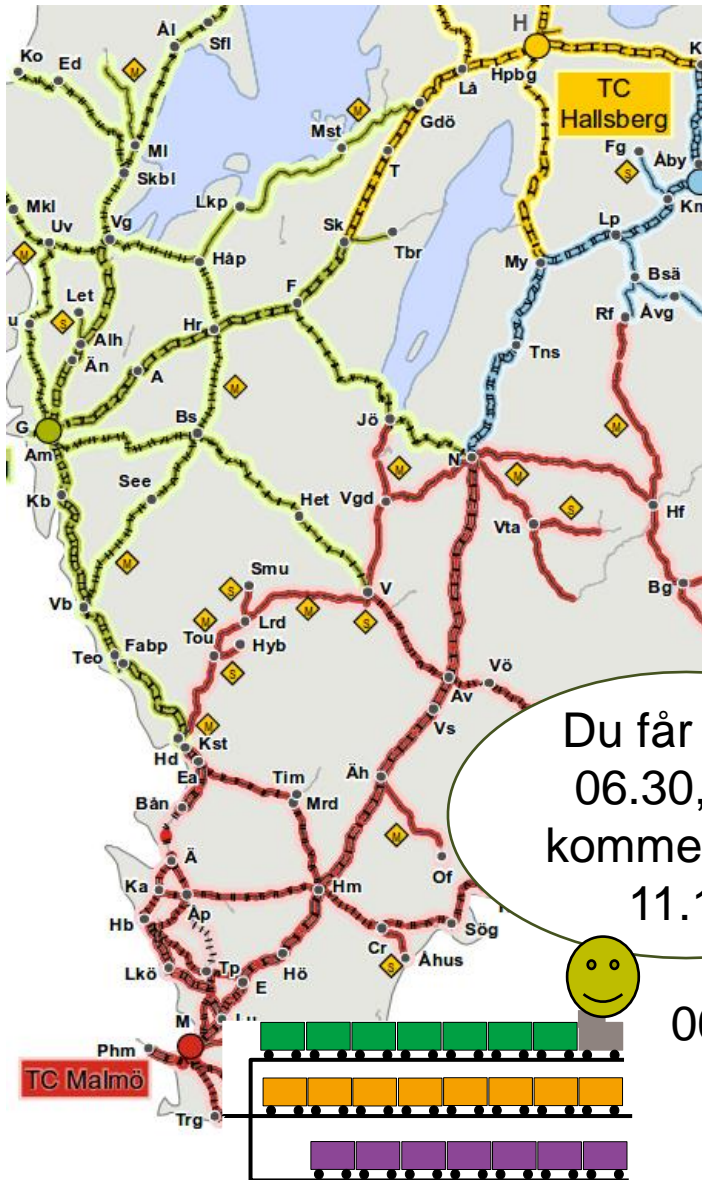 Ål
Sfl
Ko
Ed
H
Hpbg
K
Lå
TC
Hallsberg
Gdö
Mst
Ml
T
Fg
Åby
Skbl
Km
Mkl
Uv
Vg
Lkp
Lp
Håp
Sk
Tbr
My
Bsä
Let
F
Rf
Åvg
u
Alh
Hr
Än
A
Tns
G
Bs
Jö
Am
N
See
Kb
Het
Vgd
Vta
Hf
Smu
V
Bg
Vb
Lrd
Tou
Hyb
Teo
Fabp
Av
Vö
Vs
Kst
Hd
Ea
Tim
Äh
Bån
Mrd
Du får
06.30,
komme
11.1
Ä
Of
Ka
Hm
Åp
Hb
Cr
Sög
Åhus
Lkö
Tp
Hö
E
M
Lu
Phm
TC Malmö
Trg
M
M
M
S
S
M
M
M
M
S
M
S
M
M
S
S
M
M
S